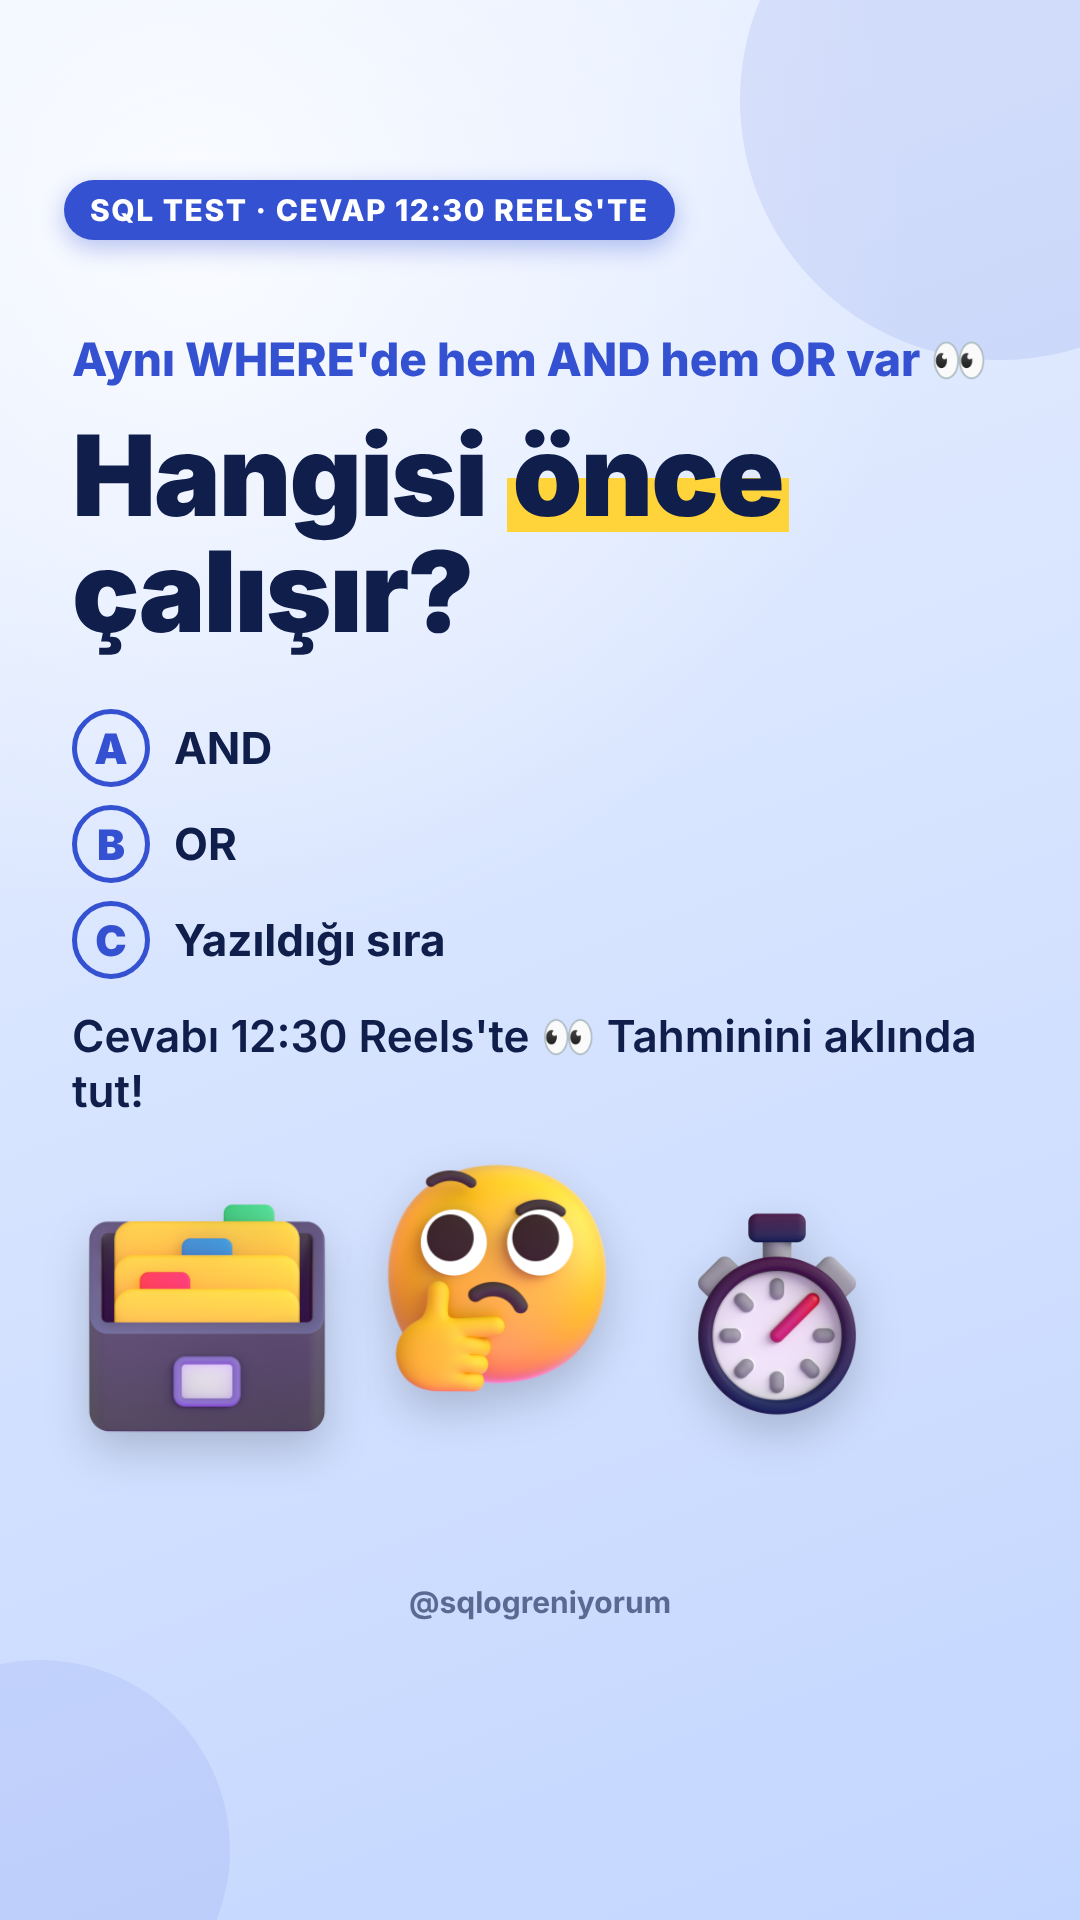 SQL TEST · CEVAP 12:30 REELS'TE
Aynı WHERE'de hem AND hem OR var 👀
Hangisi önce
çalışır?
A AND
B OR
C Yazıldığı sıra
Cevabı 12:30 Reels'te 👀 Tahminini aklında
tut!
@sqlogreniyorum